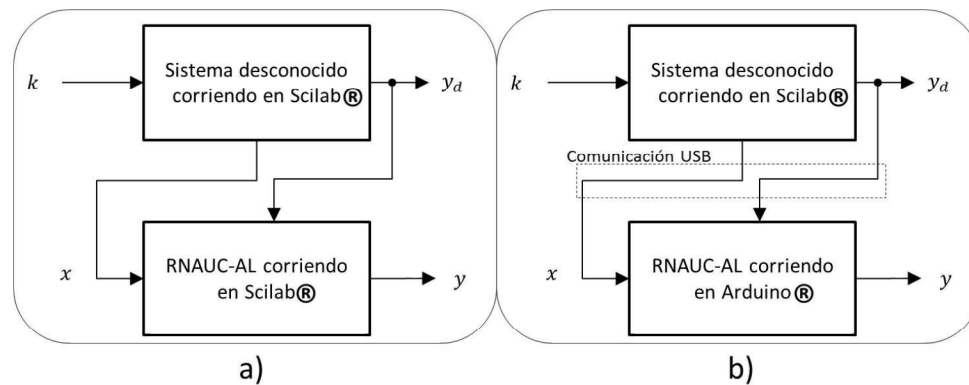 k
Sistema desconocido
corriendo en Scilab®
y_d
x
RNAUC-AL corriendo
en Scilab®
y
a)
k
Sistema desconocido
corriendo en Scilab®
y_d
Comunicación USB
x
RNAUC-AL corriendo
en Arduino®
y
b)